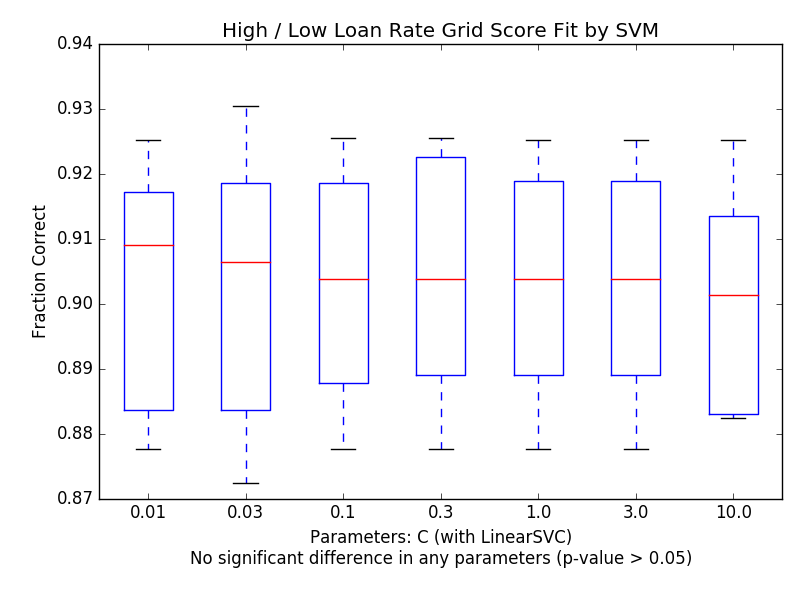 High / Low Loan Rate Grid Score Fit by SVM
0.94
0.93
0.92
0.91
0.90
0.89
0.88
0.87
Fraction Correct
0.01 0.03 0.1 0.3 1.0 3.0 10.0
Parameters: C (with LinearSVC)
No significant difference in any parameters (p-value > 0.05)